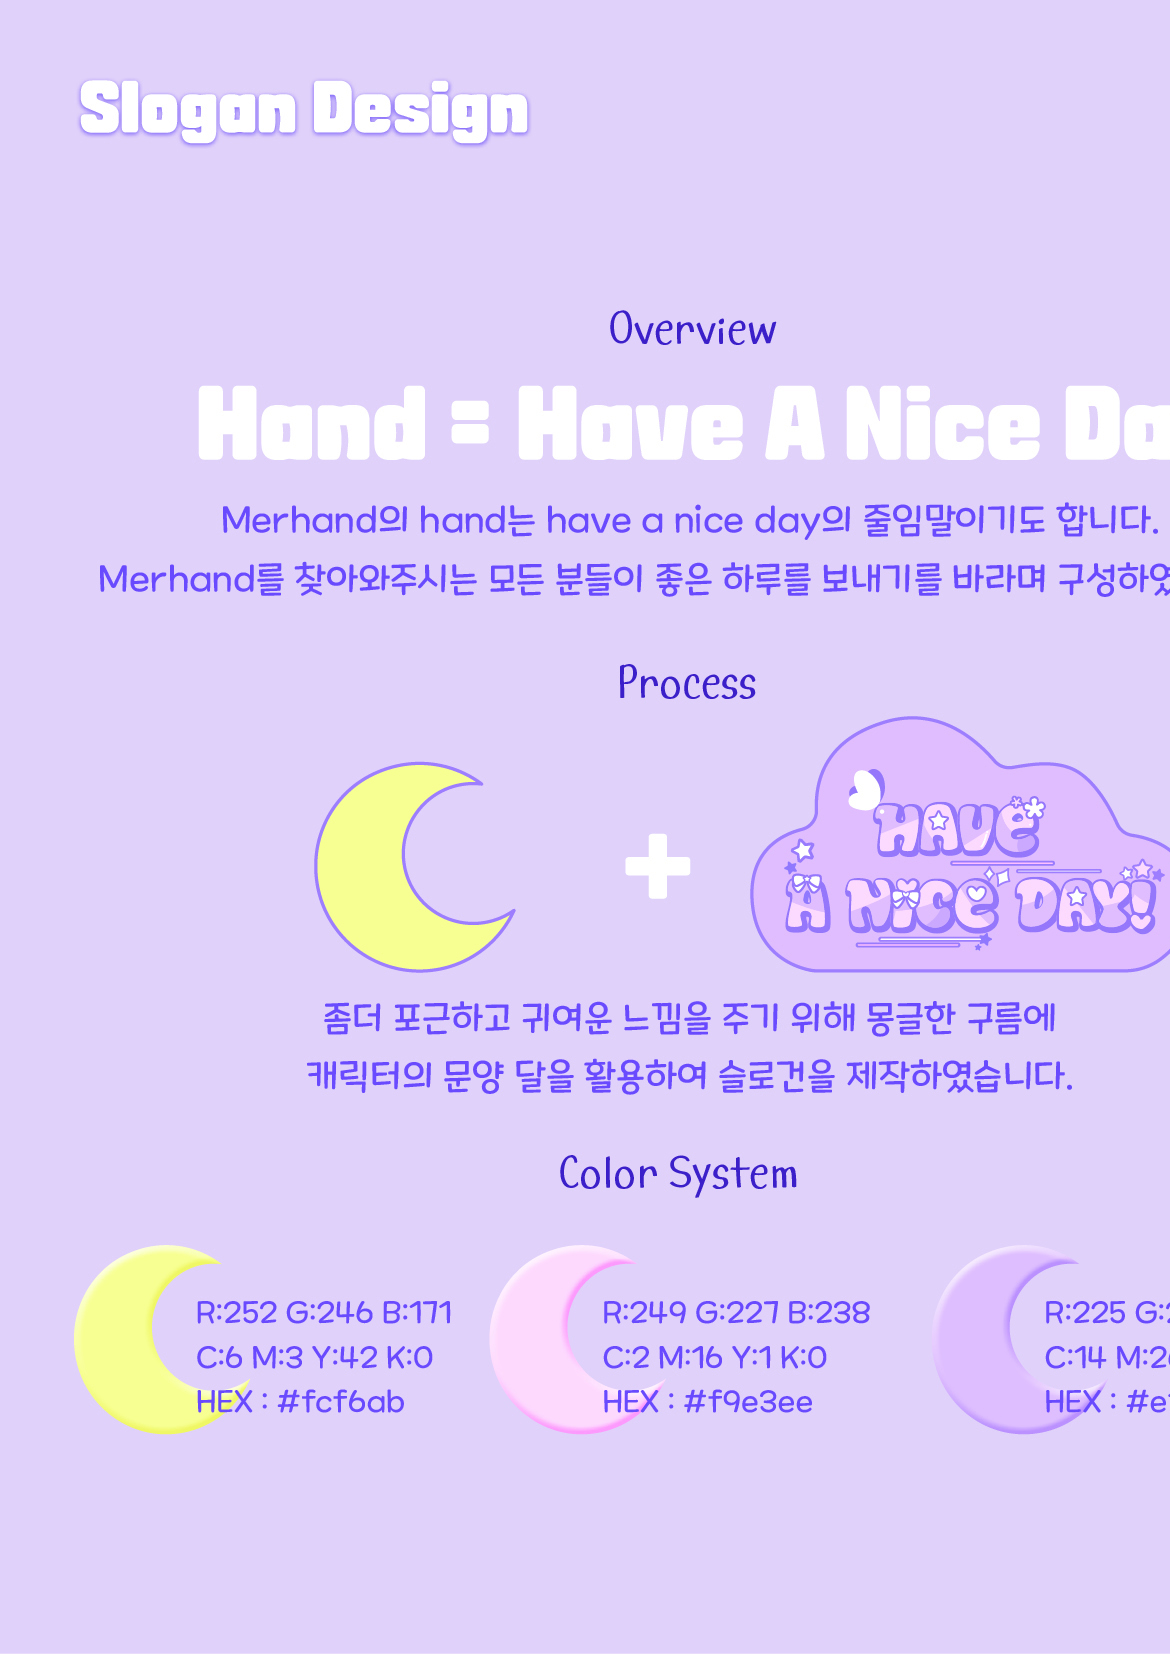 Slogan Design
Overview
Hand = Have A Nice Da
Merhand의 hand는 have a nice day의 줄임말이기도 합니다.
Merhand를 찾아와주시는 모든 분들이 좋은 하루를 보내기를 바라며 구성하였
Process
HAVE
A NiCe DAY!
좀더 포근하고 귀여운 느낌을 주기 위해 몽글한 구름에
캐릭터의 문양 달을 활용하여 슬로건을 제작하였습니다.
Color System
R:252 G:246 B:171
C:6 M:3 Y:42 K:0
HEX : #fcf6ab
R:249 G:227 B:238
C:2 M:16 Y:1 K:0
HEX : #f9e3ee
R:225 G:2
C:14 M:2
HEX : #e